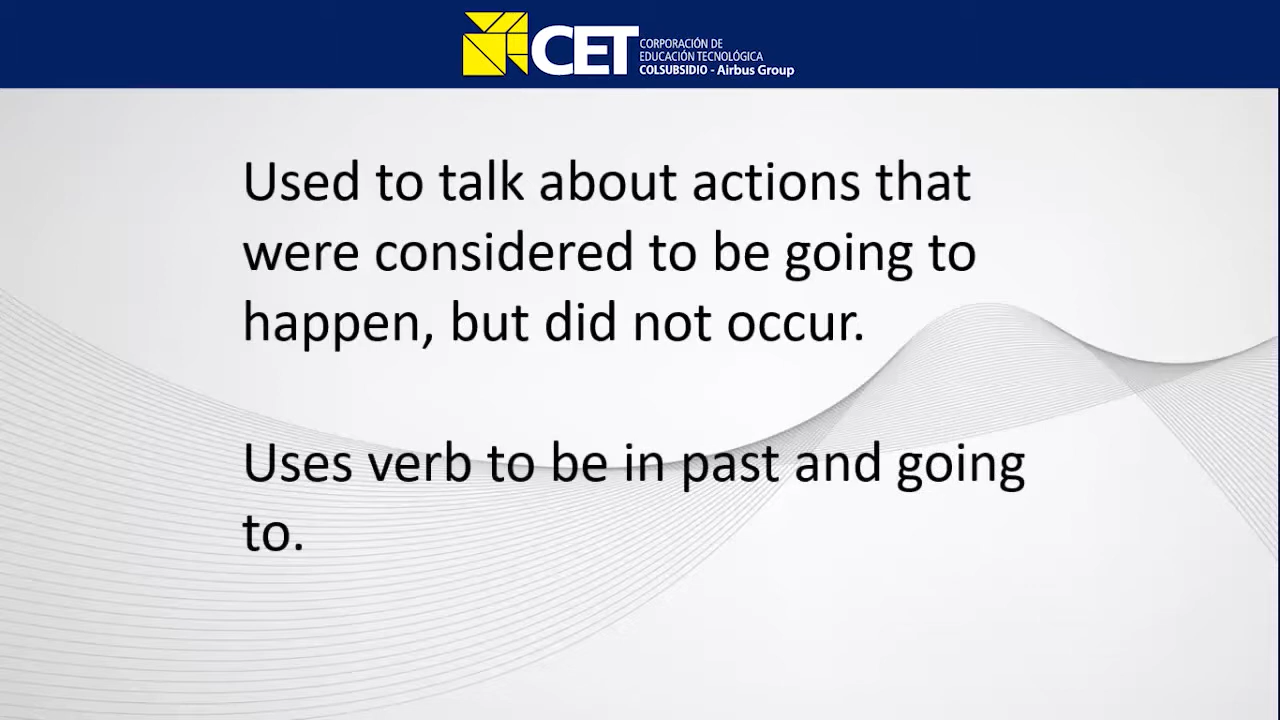 CET
CORPORACIÓN DE
EDUCACIÓN TECNOLÓGICA
COLSUBSIDIO - Airbus Group
Used to talk about actions that
were considered to be going to
happen, but did not occur.
Uses verb to be in past and going
to.